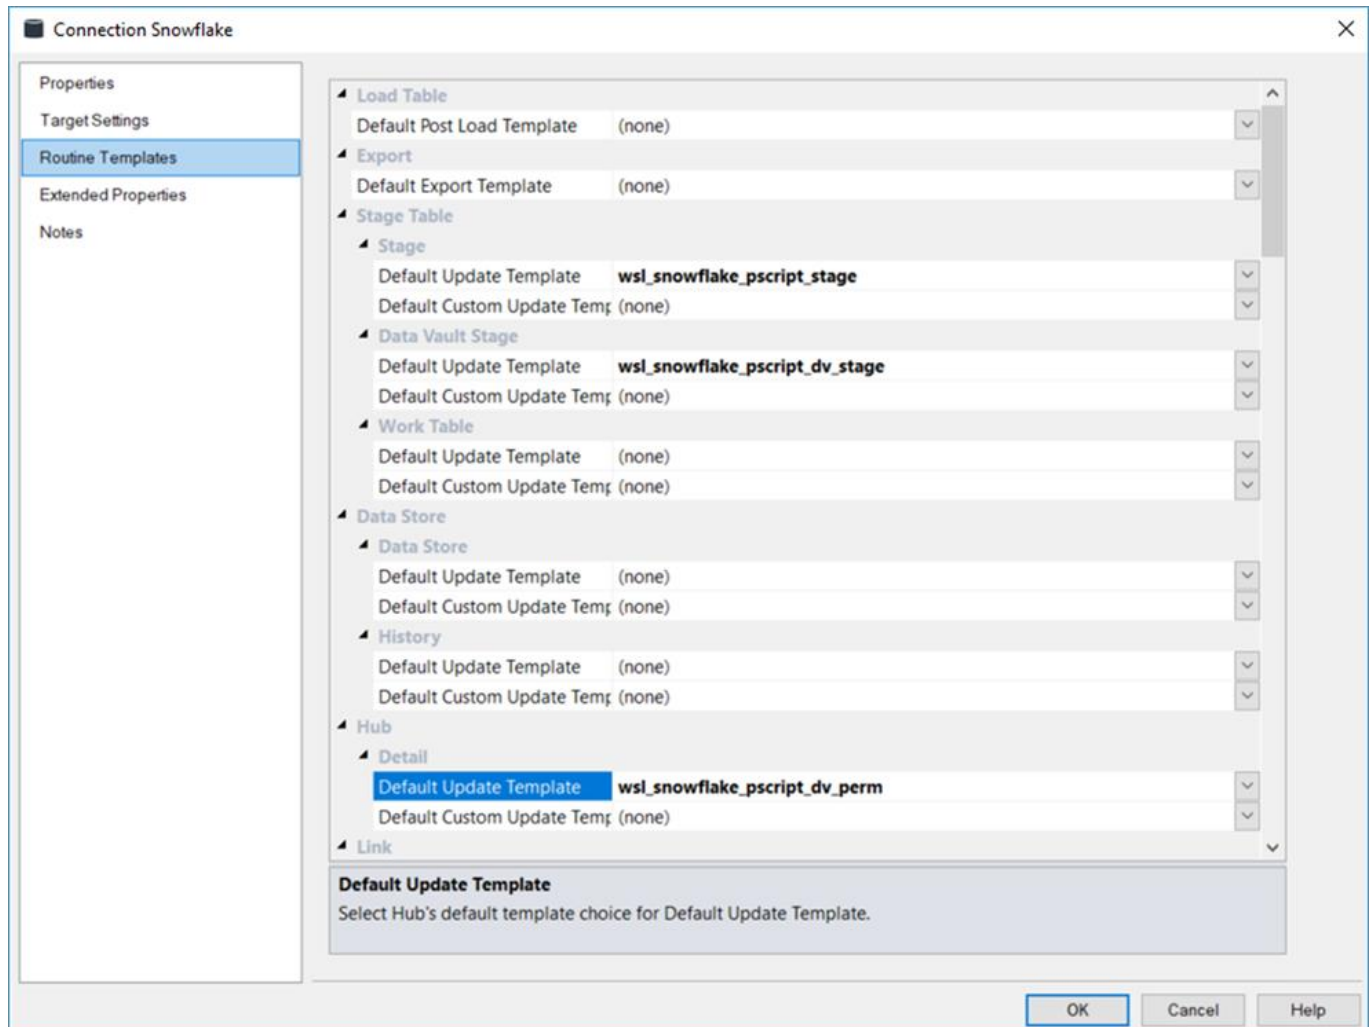 Connection Snowflake
Properties
Target Settings
Routine Templates
Extended Properties
Notes
Load Table
Default Post Load Template (none)
Export
Default Export Template (none)
Stage Table
Stage
Default Update Template wsl_snowflake_pscript_stage
Default Custom Update Temp (none)
Data Vault Stage
Default Update Template wsl_snowflake_pscript_dv_stage
Default Custom Update Temp (none)
Work Table
Default Update Template (none)
Default Custom Update Temp (none)
Data Store
Data Store
Default Update Template (none)
Default Custom Update Temp (none)
History
Default Update Template (none)
Default Custom Update Temp (none)
Hub
Detail
Default Update Template wsl_snowflake_pscript_dv_perm
Default Custom Update Temp (none)
Link
Default Update Template
Select Hub's default template choice for Default Update Template.
OK Cancel Help